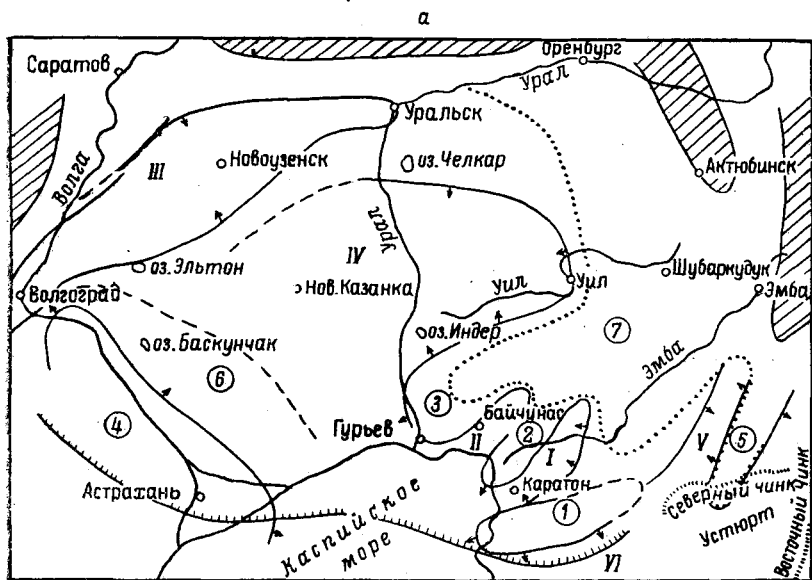 а
Саратов
Оренбург
Урал
Уральск
Волга
III
Новоузенск
оз. Челкар
Актюбинск
Урал
IV
оз. Эльтон
Волгоград
Нов. Казанка
Уил
Уил
Шубаркудук
Эмба
оз. Баскунчак
оз. Индер
7
Эмба
6
4
3
Байчунас
Гурьев
II
2
I
V
5
Астрахань
Каратон
1
Северный чинк
Устюрт
Восточный чинк
Каспийское
море
VI